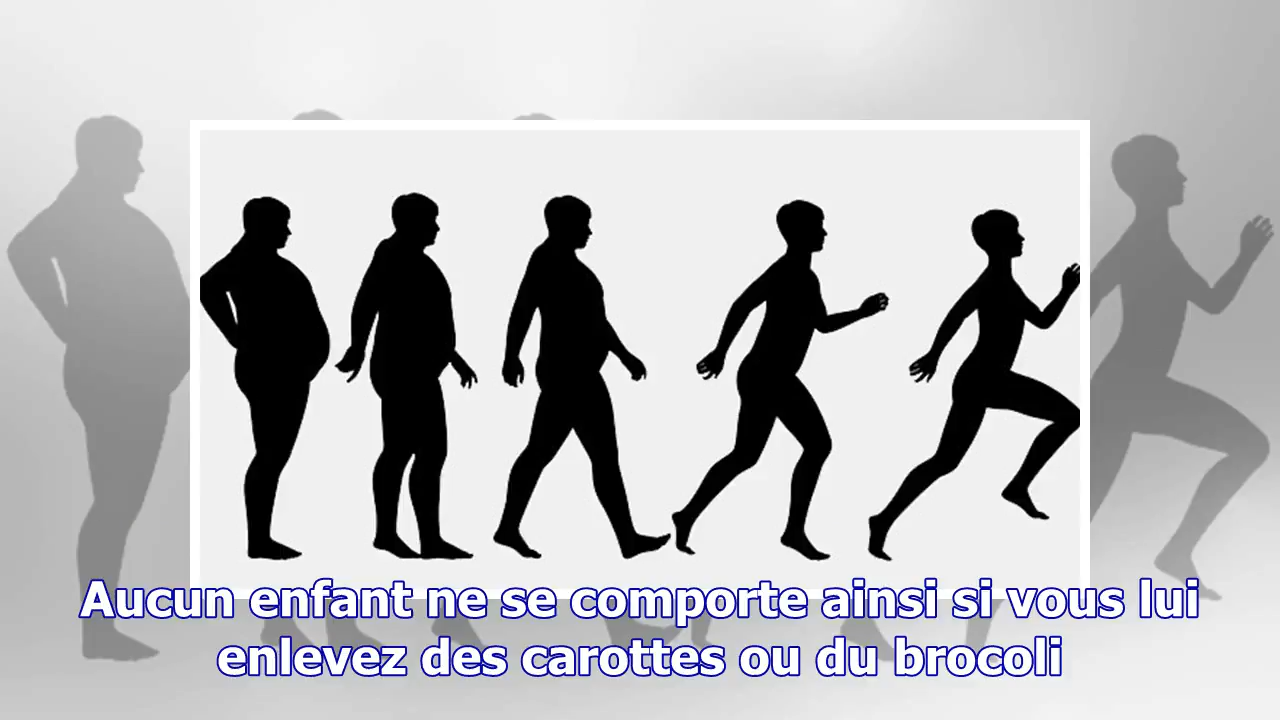 Aucun enfant ne se comporte ainsi si vous lui
enlevez des carottes ou du brocoli